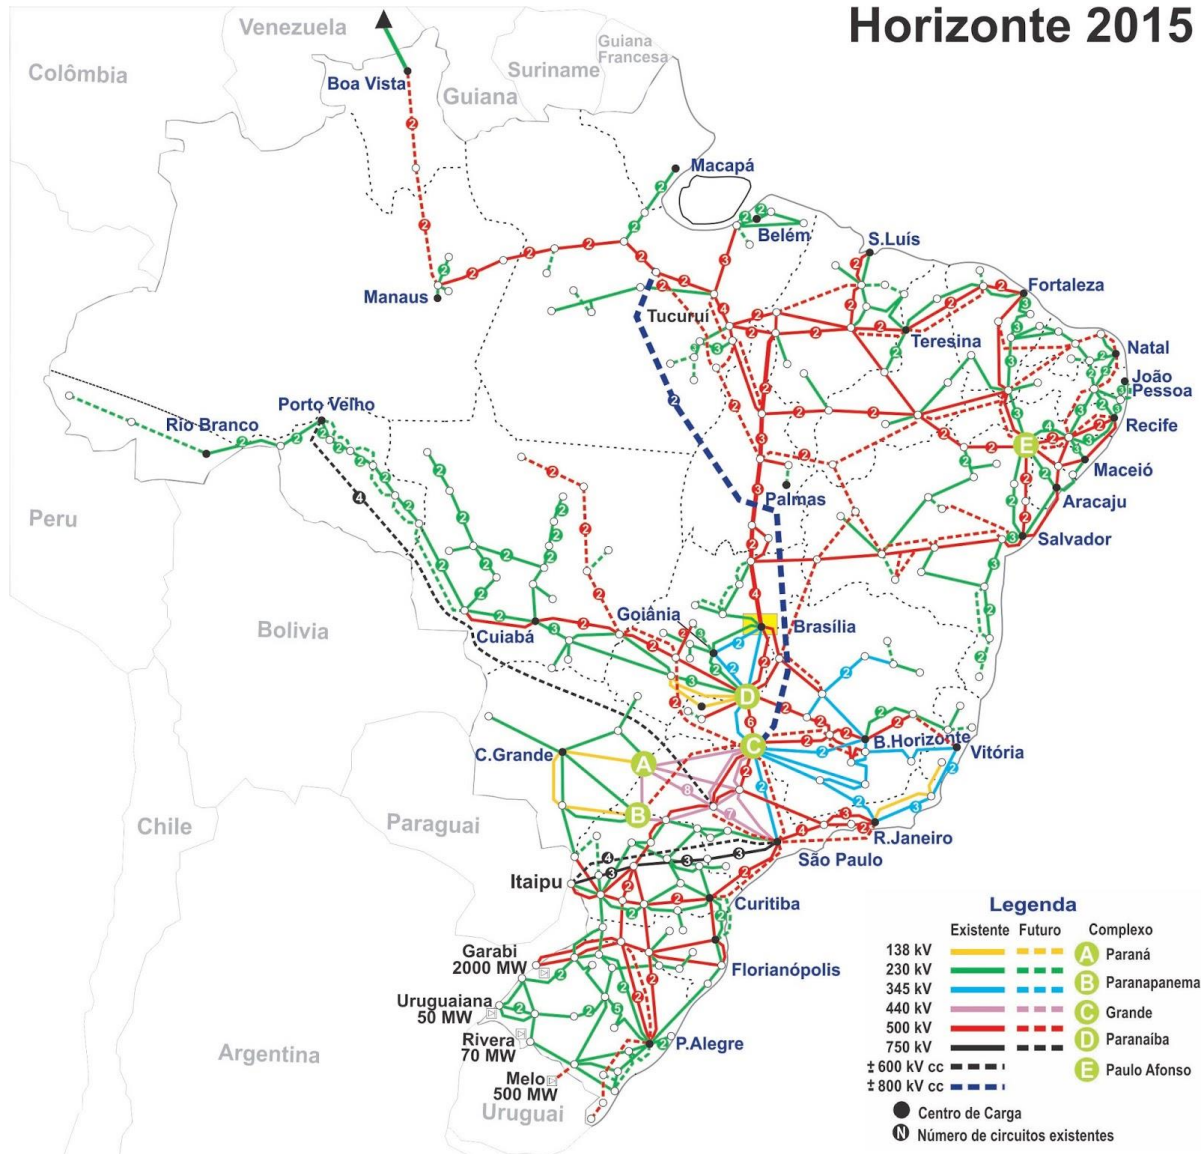 Horizonte 2015
Venezuela
Guiana
Francesa
Colômbia
Suriname
Boa Vista
Guiana
Macapá
Belém
S.Luís
Manaus
Fortaleza
Tucuruí
Teresina
Natal
João
Pessoa
Porto Velho
Rio Branco
Recife
E
Maceió
Palmas
Aracaju
Peru
Salvador
Goiânia
Brasília
Bolivia
Cuiabá
D
C
B.Horizonte
Vitória
C.Grande
A
B
Chile
Paraguai
R.Janeiro
São Paulo
Itaipu
Curitiba
Garabi
2000 MW
Florianópolis
Uruguaiana
50 MW
Rivera
70 MW
P.Alegre
Argentina
Melo
500 MW
Uruguai
Legenda
Existente Futuro Complexo
138 kV A Paraná
230 kV
345 kV B Paranapanema
440 kV C Grande
500 kV
750 kV D Paranaíba
±600 kV cc E Paulo Afonso
±800 kV cc
Centro de Carga
N Número de circuitos existentes